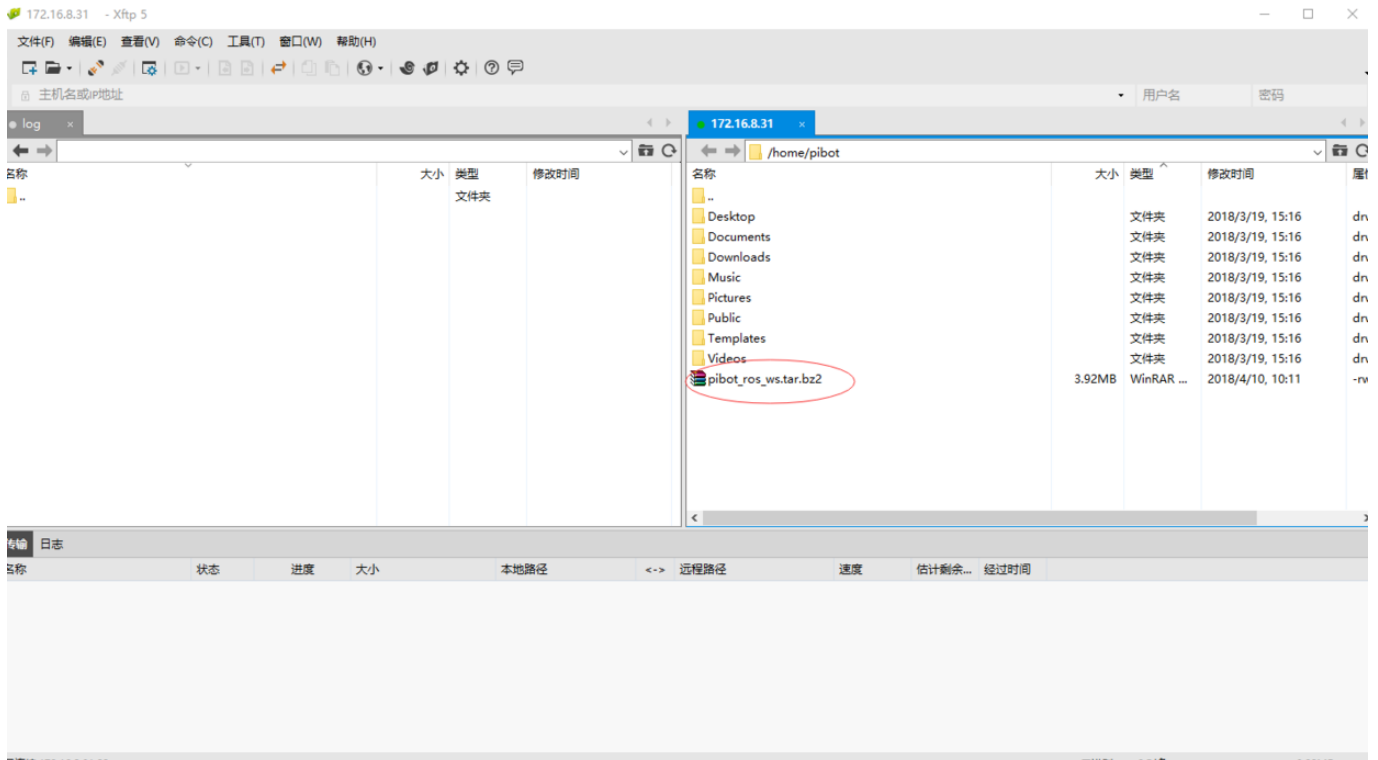 172.16.8.31 - Xftp 5
文件(F) 编辑(E) 查看(V) 命令(C) 工具(T) 窗口(W) 帮助(H)
主机名或IP地址 用户名 密码
log ×
172.16.8.31 ×
/home/pibot
名称 大小 类型 修改时间
.. 文件夹
名称 大小 类型 修改时间
..
Desktop 文件夹 2018/3/19, 15:16
Documents 文件夹 2018/3/19, 15:16
Downloads 文件夹 2018/3/19, 15:16
Music 文件夹 2018/3/19, 15:16
Pictures 文件夹 2018/3/19, 15:16
Public 文件夹 2018/3/19, 15:16
Templates 文件夹 2018/3/19, 15:16
Videos 文件夹 2018/3/19, 15:16
pibot_ros_ws.tar.bz2 3.92MB WinRAR ... 2018/4/10, 10:11
传输 日志
名称 状态 进度 大小 本地路径 <-> 远程路径 速度 估计剩余... 经过时间